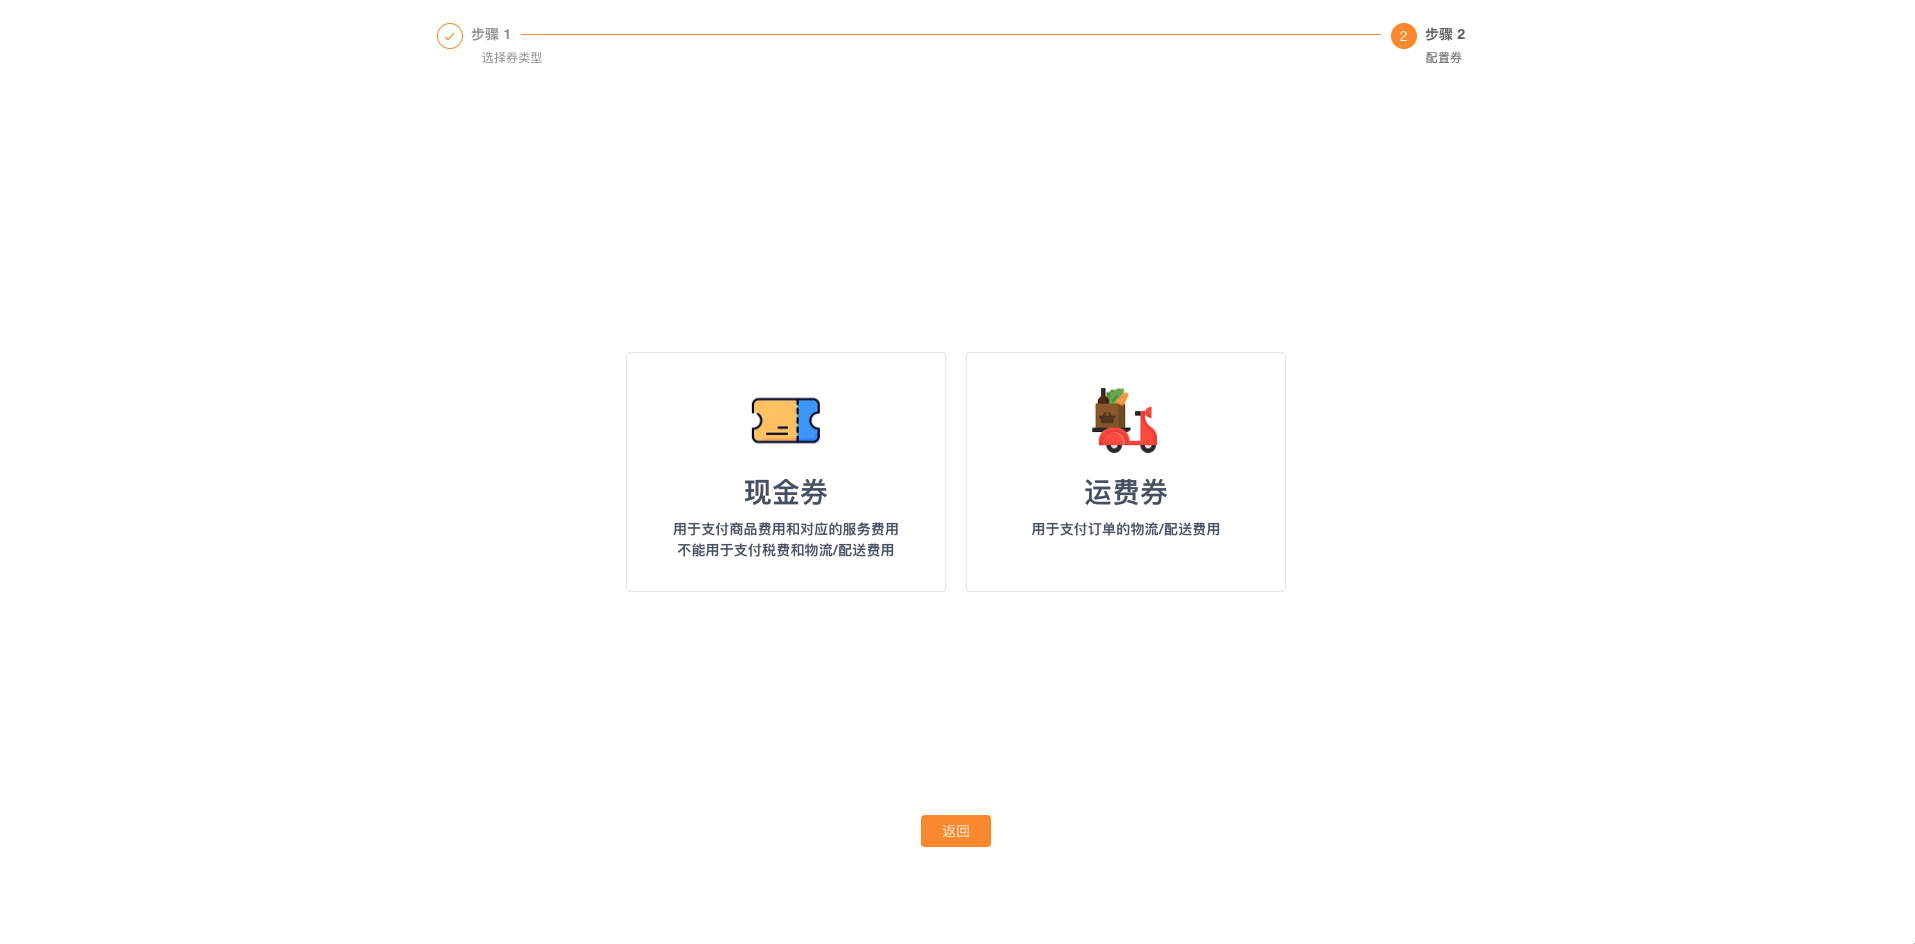 步骤 1
选择券类型
2
步骤 2
配置券
现金券
用于支付商品费用和对应的服务费用
不能用于支付税费和物流/配送费用
运费券
用于支付订单的物流/配送费用
返回